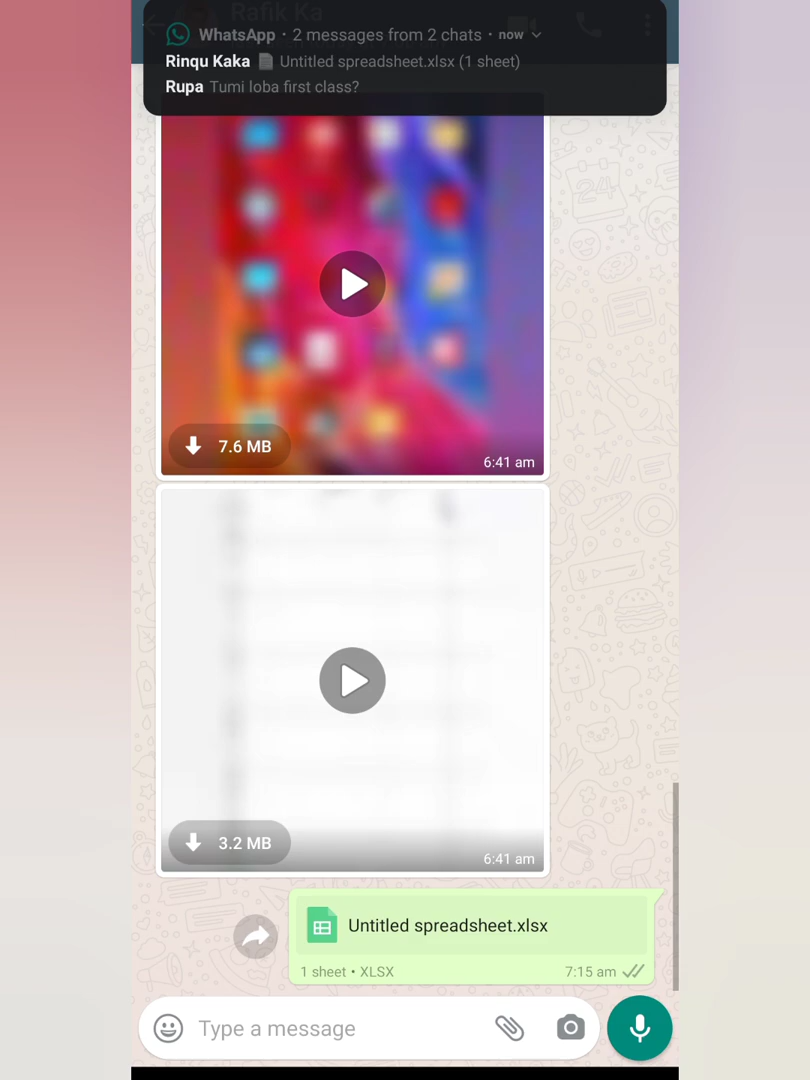 Rafik Ka
WhatsApp · 2 messages from 2 chats · now
Rinqu Kaka Untitled spreadsheet.xlsx (1 sheet)
Rupa Tumi loba first class?
7.6 MB
6:41 am
3.2 MB
6:41 am
Untitled spreadsheet.xlsx
1 sheet • XLSX 7:15 am
Type a message